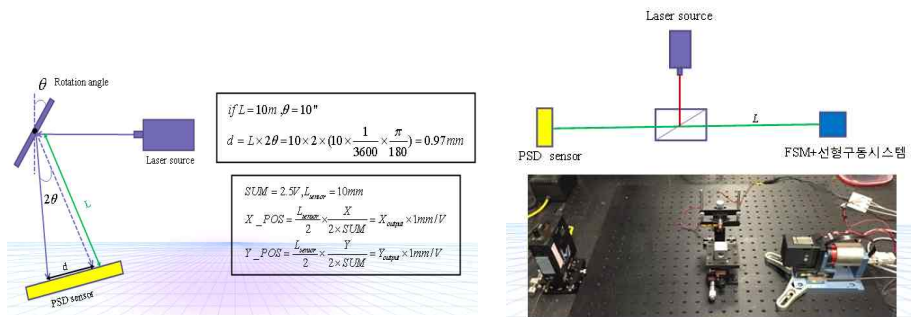 θ
Rotation angle
Laser source
2θ
L
d
PSD sensor
if L=10m ,θ=10"
d = L×2θ=10×2×(10×1/3600×π/180)=0.97mm
SUM = 2.5V, L_sensor = 10mm
X _POS = L_sensor/2 × X/(2×SUM) = X_output ×1mm/V
Y _POS = L_sensor/2 × Y/(2×SUM) = Y_output ×1mm/V
Laser source
L
PSD sensor
FSM+선형구동시스템